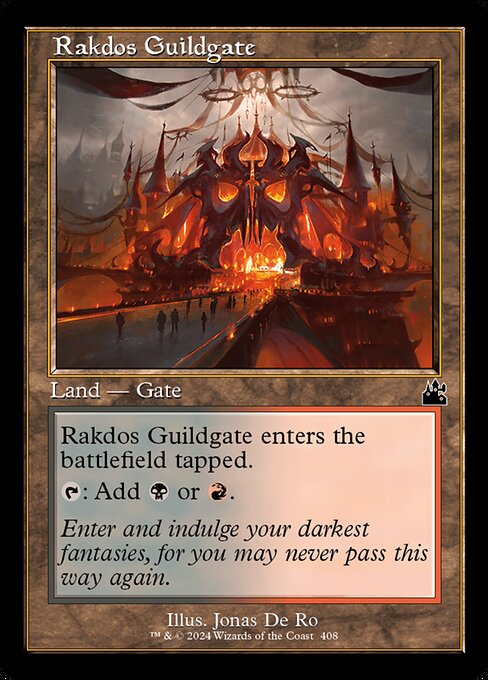 Rakdos Guildgate
Land — Gate
Rakdos Guildgate enters the
battlefield tapped.
: Add or .
Enter and indulge your darkest
fantasies, for you may never pass this
way again.
Illus. Jonas De Ro
™ & © 2024 Wizards of the Coast 408